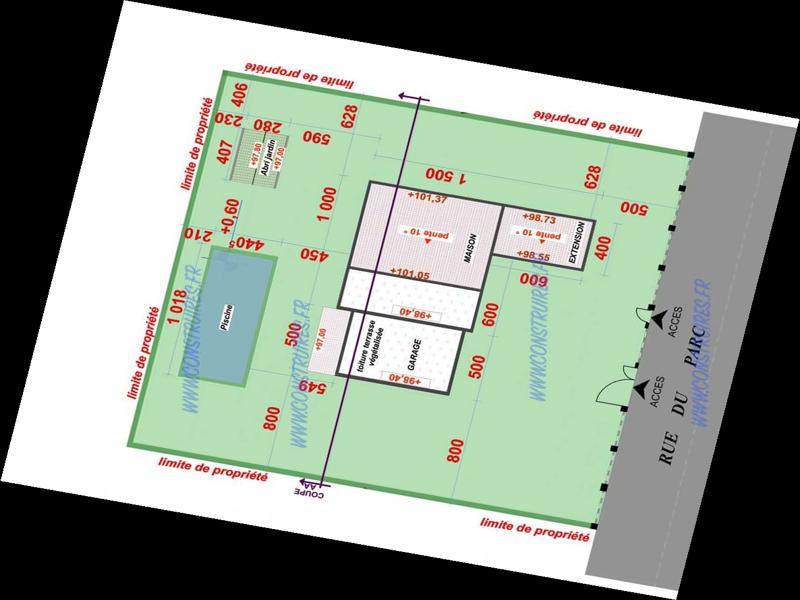 limite de propriété
limite de propriété
406
628
230
280
590
limite de propriété
407
+97,80
Abri jardin
+97,00
1 500
628
500
1 000
+101,37
+98.73
+0,60
pente 10°
pente 10°
MAISON
EXTENSION
400
210
440⁵
450
+98.55
+101,05
600
1 018
Piscine
WWW.CONSTRUIRES.FR
WWW.CONSTRUIRES.FR
WWW.CONSTRUIRES.FR
WWW.CONSTRUIRES.FR
+98,40
600
500
+97,00
toiture terrasse
végétalisée
GARAGE
+98,40
500
549
limite de propriété
ACCES
ACCES
RUE DU PARC
800
800
COUPE
AA
limite de propriété
limite de propriété